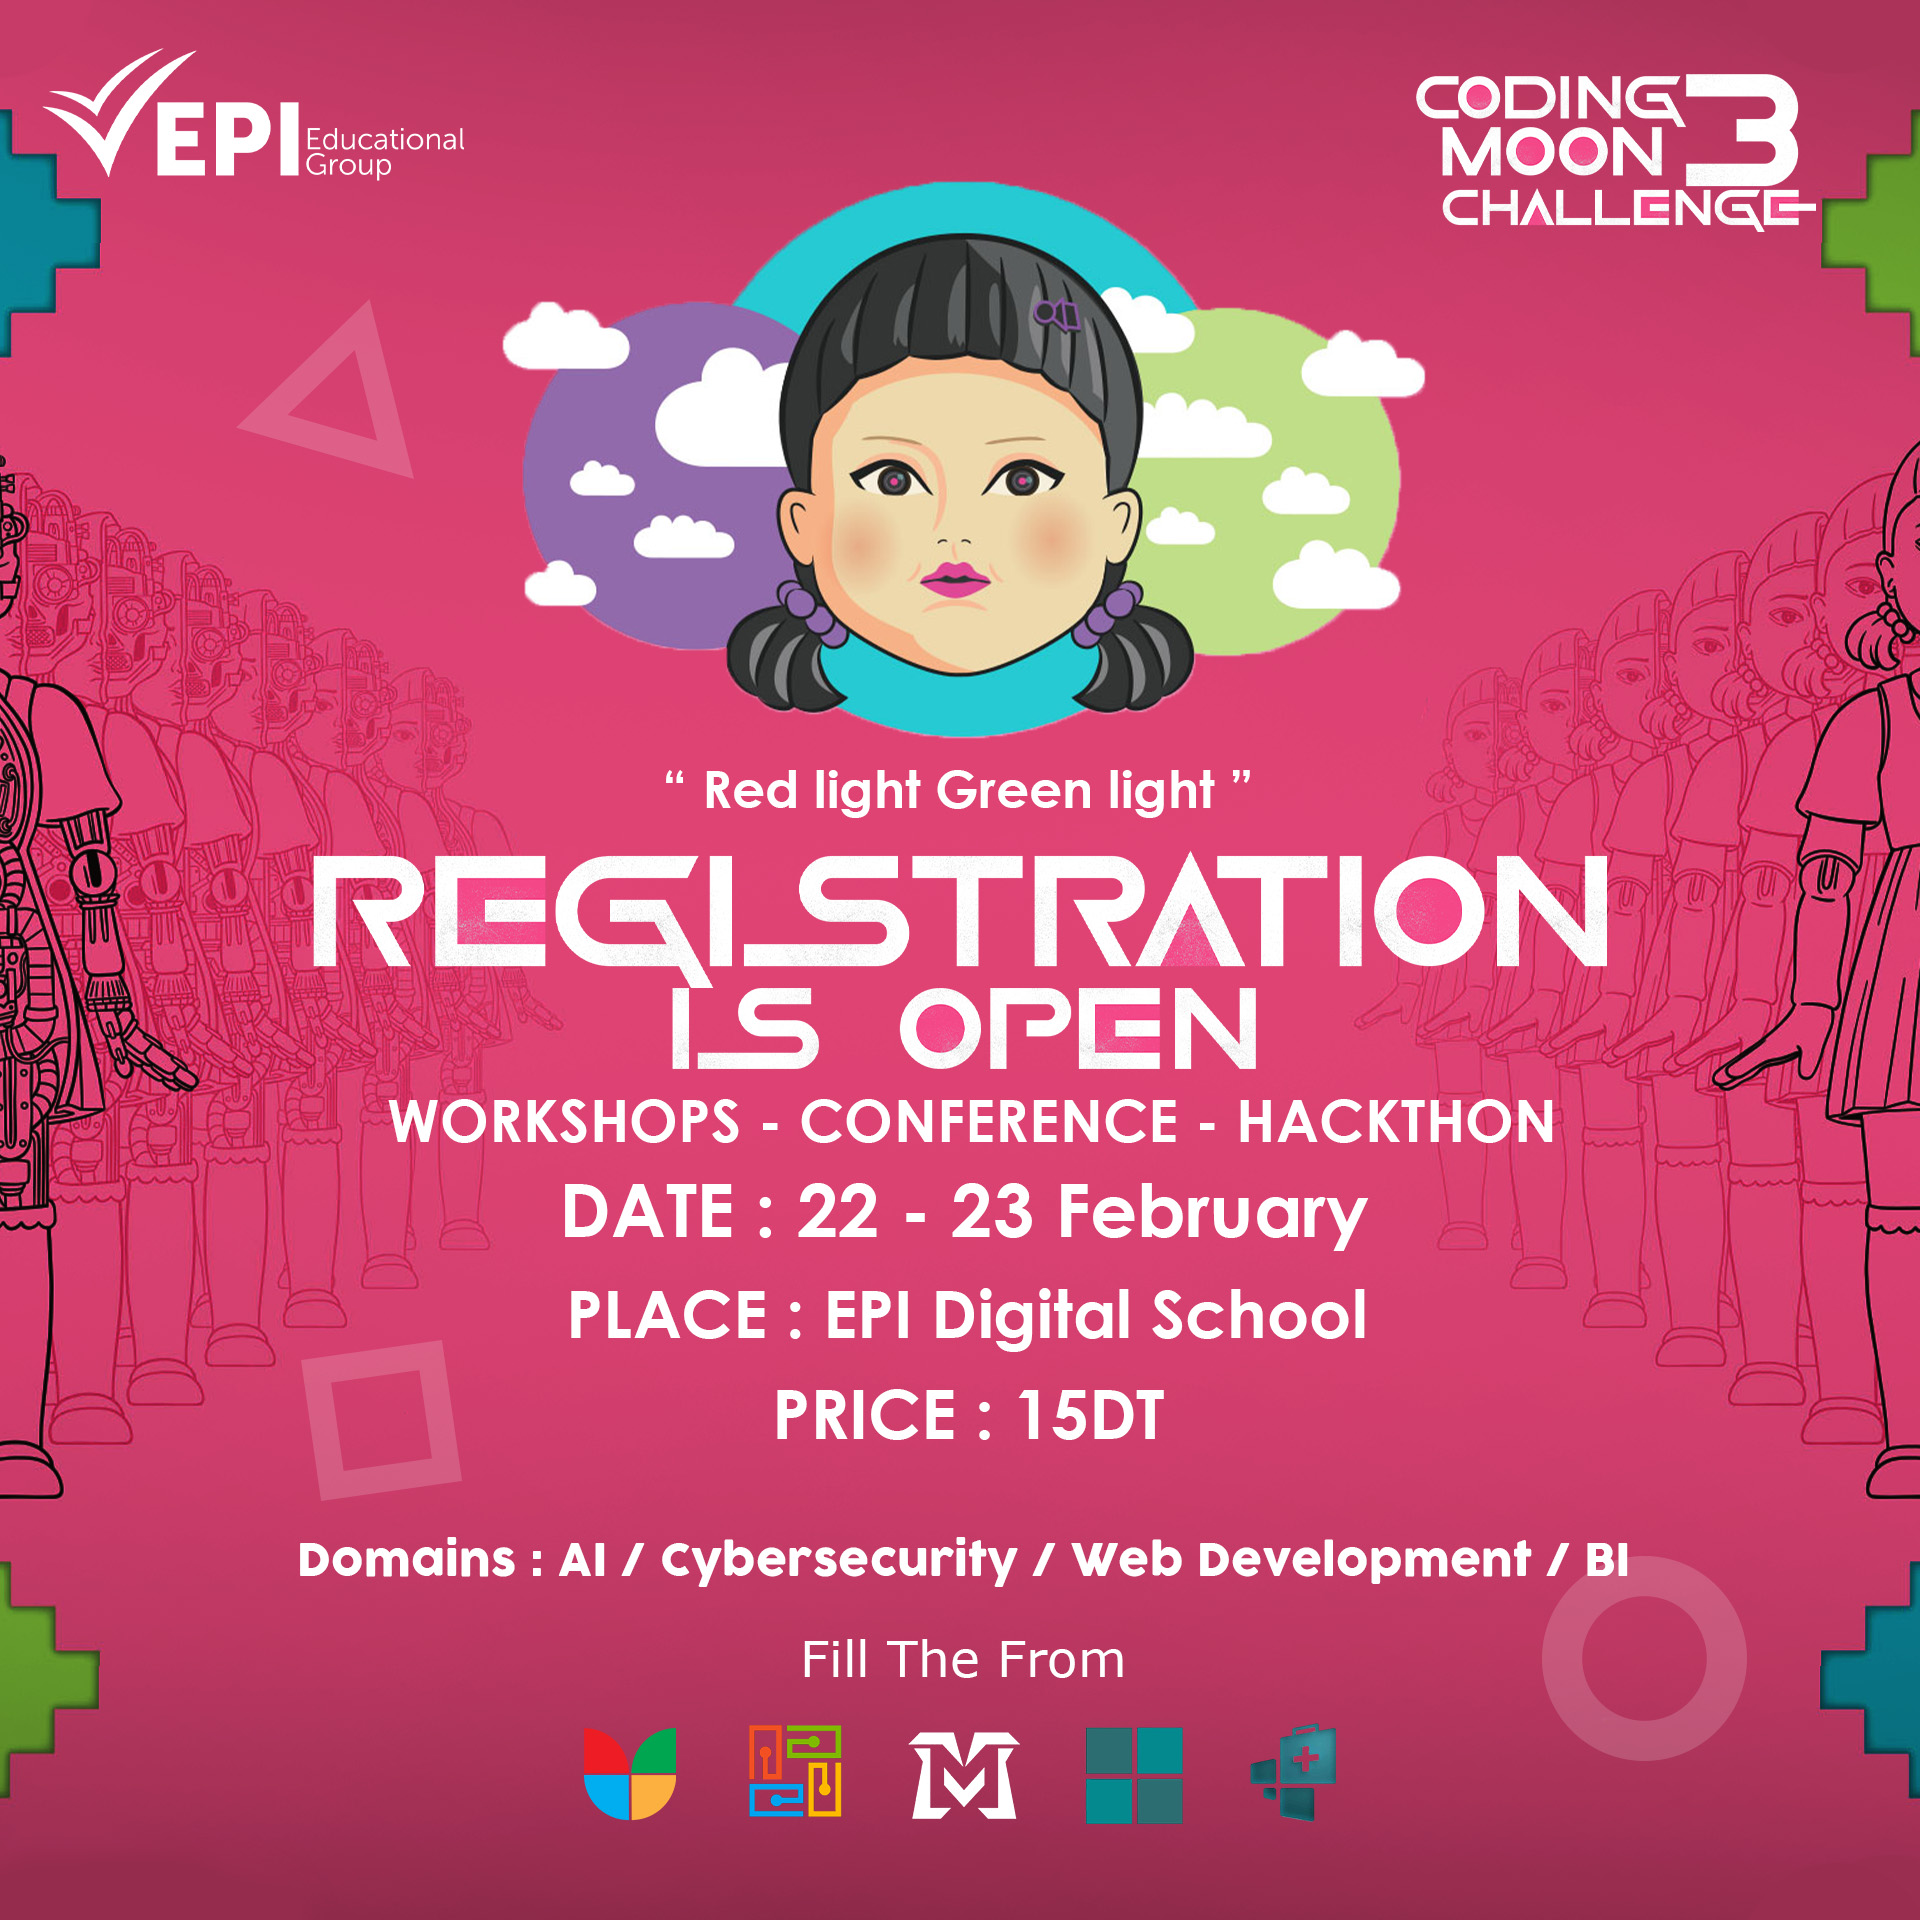 EPI Educational
Group
CODING 3
MOON
CHALLENGE
“ Red light Green light ”
REGISTRATION
IS OPEN
WORKSHOPS - CONFERENCE - HACKTHON
DATE : 22 - 23 February
PLACE : EPI Digital School
PRICE : 15DT
Domains : AI / Cybersecurity / Web Development / BI
Fill The From
M